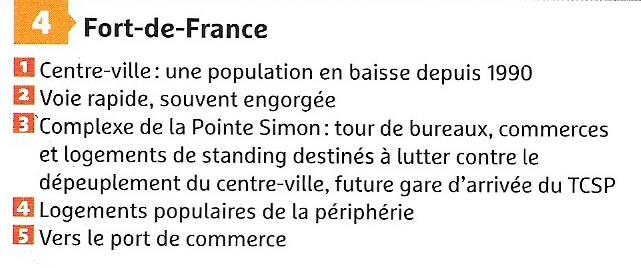 4 Fort-de-France
1 Centre-ville : une population en baisse depuis 1990
2 Voie rapide, souvent engorgée
3 Complexe de la Pointe Simon : tour de bureaux, commerces
et logements de standing destinés à lutter contre le
dépeuplement du centre-ville, future gare d'arrivée du TCSP
4 Logements populaires de la périphérie
5 Vers le port de commerce